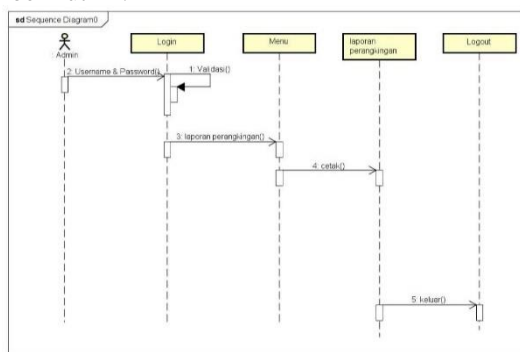 sd Sequence Diagram0
: Admin
Login
Menu
laporan
perangkingan
Logout
2: Username & Password()
1: Validasi()
3: laporan perangkingan()
4: cetak()
5: keluar()